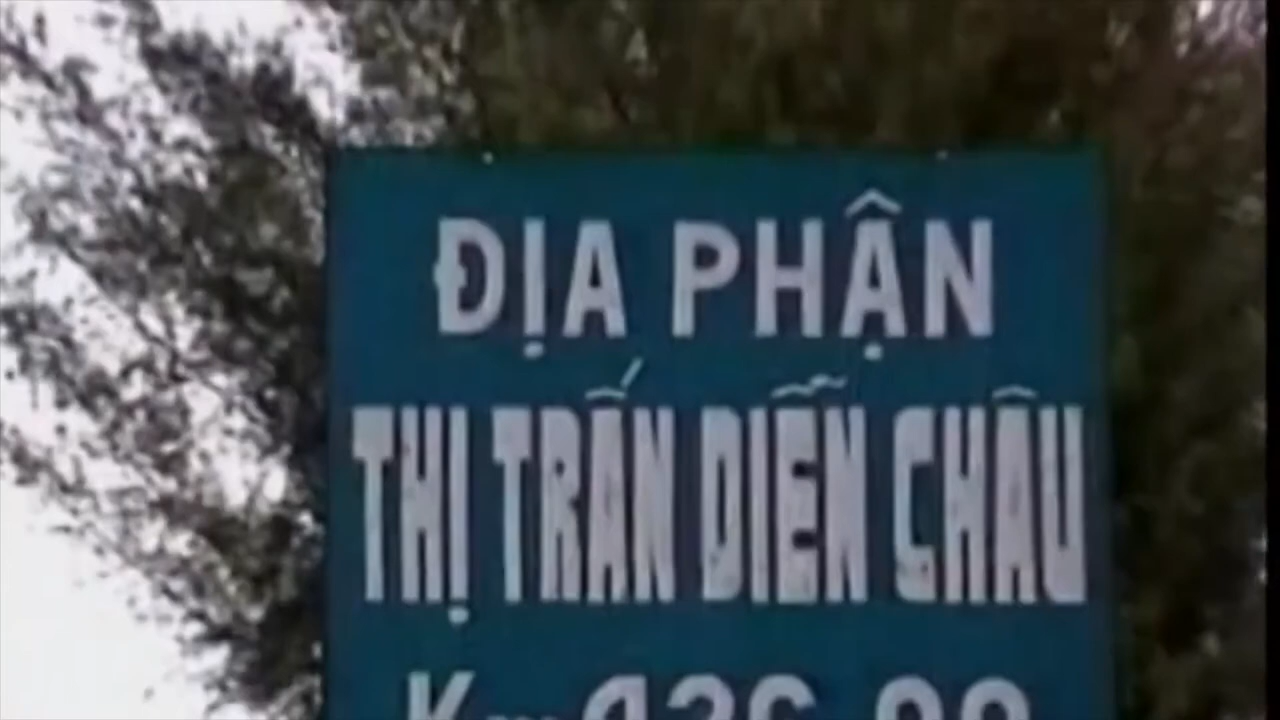 ĐỊA PHẬN
THỊ TRẤN DIỄN CHÂU
Km